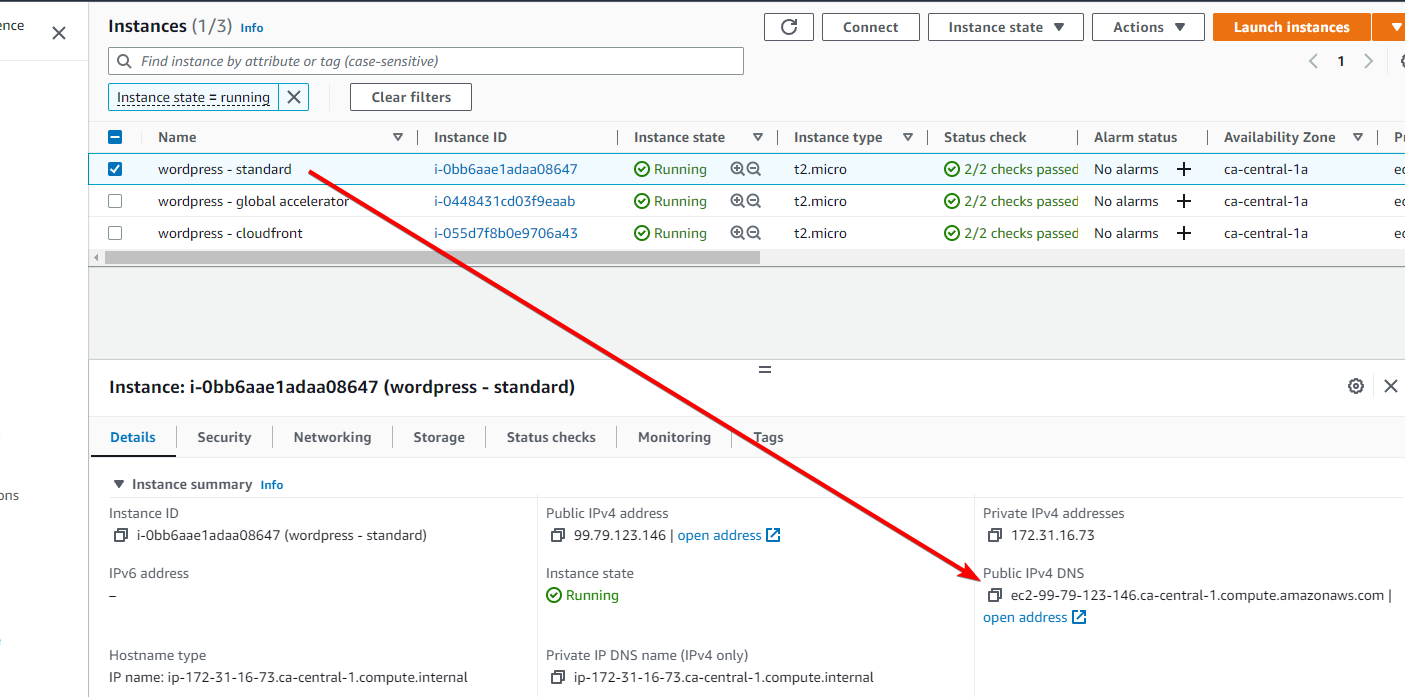 ence
Instances (1/3) Info
Connect
Instance state
Actions
Launch instances
Find instance by attribute or tag (case-sensitive)
1
Instance state = running
Clear filters
Name Instance ID Instance state Instance type Status check Alarm status Availability Zone
wordpress - standard i-0bb6aae1adaa08647 Running t2.micro 2/2 checks passed No alarms ca-central-1a
wordpress - global accelerator i-0448431cd03f9eaab Running t2.micro 2/2 checks passed No alarms ca-central-1a
wordpress - cloudfront i-055d7f8b0e9706a43 Running t2.micro 2/2 checks passed No alarms ca-central-1a
Instance: i-0bb6aae1adaa08647 (wordpress - standard)
Details Security Networking Storage Status checks Monitoring Tags
ons
Instance summary Info
Instance ID
i-0bb6aae1adaa08647 (wordpress - standard)
Public IPv4 address
99.79.123.146 | open address
Private IPv4 addresses
172.31.16.73
IPv6 address
–
Instance state
Running
Public IPv4 DNS
ec2-99-79-123-146.ca-central-1.compute.amazonaws.com |
open address
Hostname type
IP name: ip-172-31-16-73.ca-central-1.compute.internal
Private IP DNS name (IPv4 only)
ip-172-31-16-73.ca-central-1.compute.internal